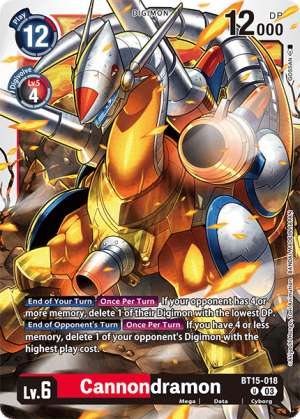 Play
12
DIGIMON
DP
12000
Digivolve
Lv.5
4
End of Your Turn Once Per Turn If your opponent has 4 or
more memory, delete 1 of their Digimon with the lowest DP.
End of Opponent's Turn Once Per Turn If you have 4 or less
memory, delete 1 of your opponent's Digimon with the
highest play cost.
BT15-018
Lv.6
Cannondramon
U
03
Mega
Data
Cyborg